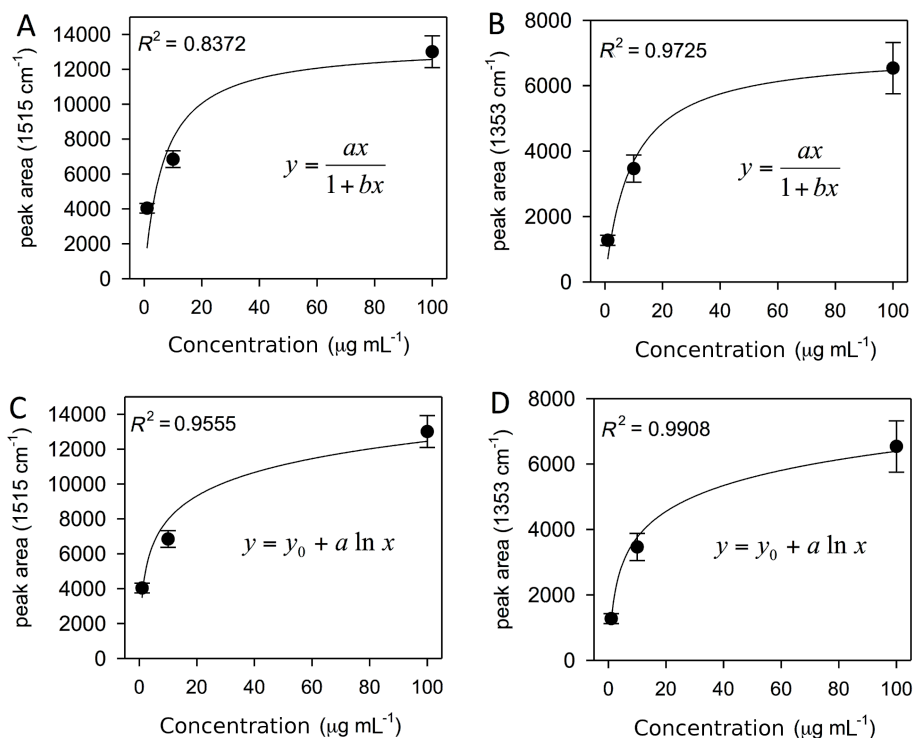 A
R² = 0.8372
y = ax / 1 + bx
peak area (1515 cm⁻¹)
14000
12000
10000
8000
6000
4000
2000
0
0 20 40 60 80 100
Concentration (µg mL⁻¹)
B
R² = 0.9725
y = ax / 1 + bx
peak area (1353 cm⁻¹)
8000
6000
4000
2000
0
0 20 40 60 80 100
Concentration (µg mL⁻¹)
C
R² = 0.9555
y = y₀ + a ln x
peak area (1515 cm⁻¹)
14000
12000
10000
8000
6000
4000
2000
0
0 20 40 60 80 100
Concentration (µg mL⁻¹)
D
R² = 0.9908
y = y₀ + a ln x
peak area (1353 cm⁻¹)
8000
6000
4000
2000
0
0 20 40 60 80 100
Concentration (µg mL⁻¹)